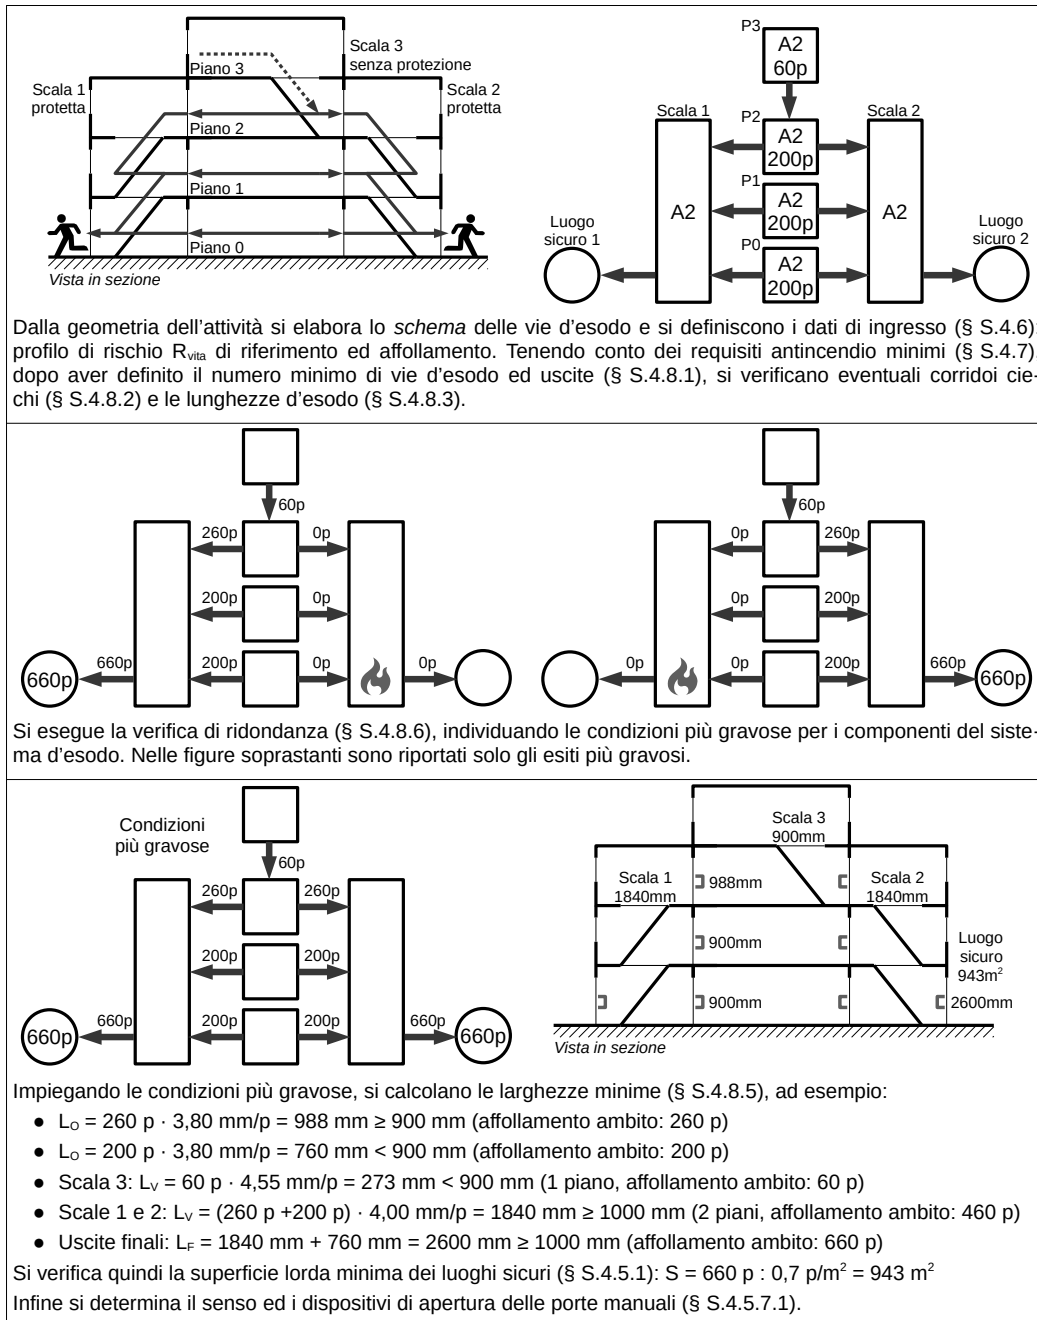 Scala 3
senza protezione
Scala 1
protetta
Scala 2
protetta
Piano 3
Piano 2
Piano 1
Piano 0
Vista in sezione
P3
A2
60p
Scala 1
P2
Scala 2
A2
200p
P1
A2
A2
200p
A2
Luogo
sicuro 1
P0
A2
200p
Luogo
sicuro 2
Dalla geometria dell'attività si elabora lo schema delle vie d'esodo e si definiscono i dati di ingresso (§ S.4.6):
profilo di rischio Rvita di riferimento ed affollamento. Tenendo conto dei requisiti antincendio minimi (§ S.4.7),
dopo aver definito il numero minimo di vie d'esodo ed uscite (§ S.4.8.1), si verificano eventuali corridoi cie-
chi (§ S.4.8.2) e le lunghezze d'esodo (§ S.4.8.3).
60p
260p
0p
200p
0p
660p
660p
200p
0p
0p
60p
0p
260p
0p
200p
0p
0p
200p
660p
660p
Si esegue la verifica di ridondanza (§ S.4.8.6), individuando le condizioni più gravose per i componenti del siste-
ma d'esodo. Nelle figure soprastanti sono riportati solo gli esiti più gravosi.
Condizioni
più gravose
60p
260p
260p
200p
200p
660p
660p
200p
200p
660p
660p
Scala 3
900mm
Scala 1
1840mm
988mm
Scala 2
1840mm
900mm
Luogo
sicuro
943m²
900mm
2600mm
Vista in sezione
Impiegando le condizioni più gravose, si calcolano le larghezze minime (§ S.4.8.5), ad esempio:
● LO = 260 p · 3,80 mm/p = 988 mm ≥ 900 mm (affollamento ambito: 260 p)
● LO = 200 p · 3,80 mm/p = 760 mm < 900 mm (affollamento ambito: 200 p)
● Scala 3: LV = 60 p · 4,55 mm/p = 273 mm < 900 mm (1 piano, affollamento ambito: 60 p)
● Scale 1 e 2: LV = (260 p +200 p) · 4,00 mm/p = 1840 mm ≥ 1000 mm (2 piani, affollamento ambito: 460 p)
● Uscite finali: LF = 1840 mm + 760 mm = 2600 mm ≥ 1000 mm (affollamento ambito: 660 p)
Si verifica quindi la superficie lorda minima dei luoghi sicuri (§ S.4.5.1): S = 660 p : 0,7 p/m² = 943 m²
Infine si determina il senso ed i dispositivi di apertura delle porte manuali (§ S.4.5.7.1).